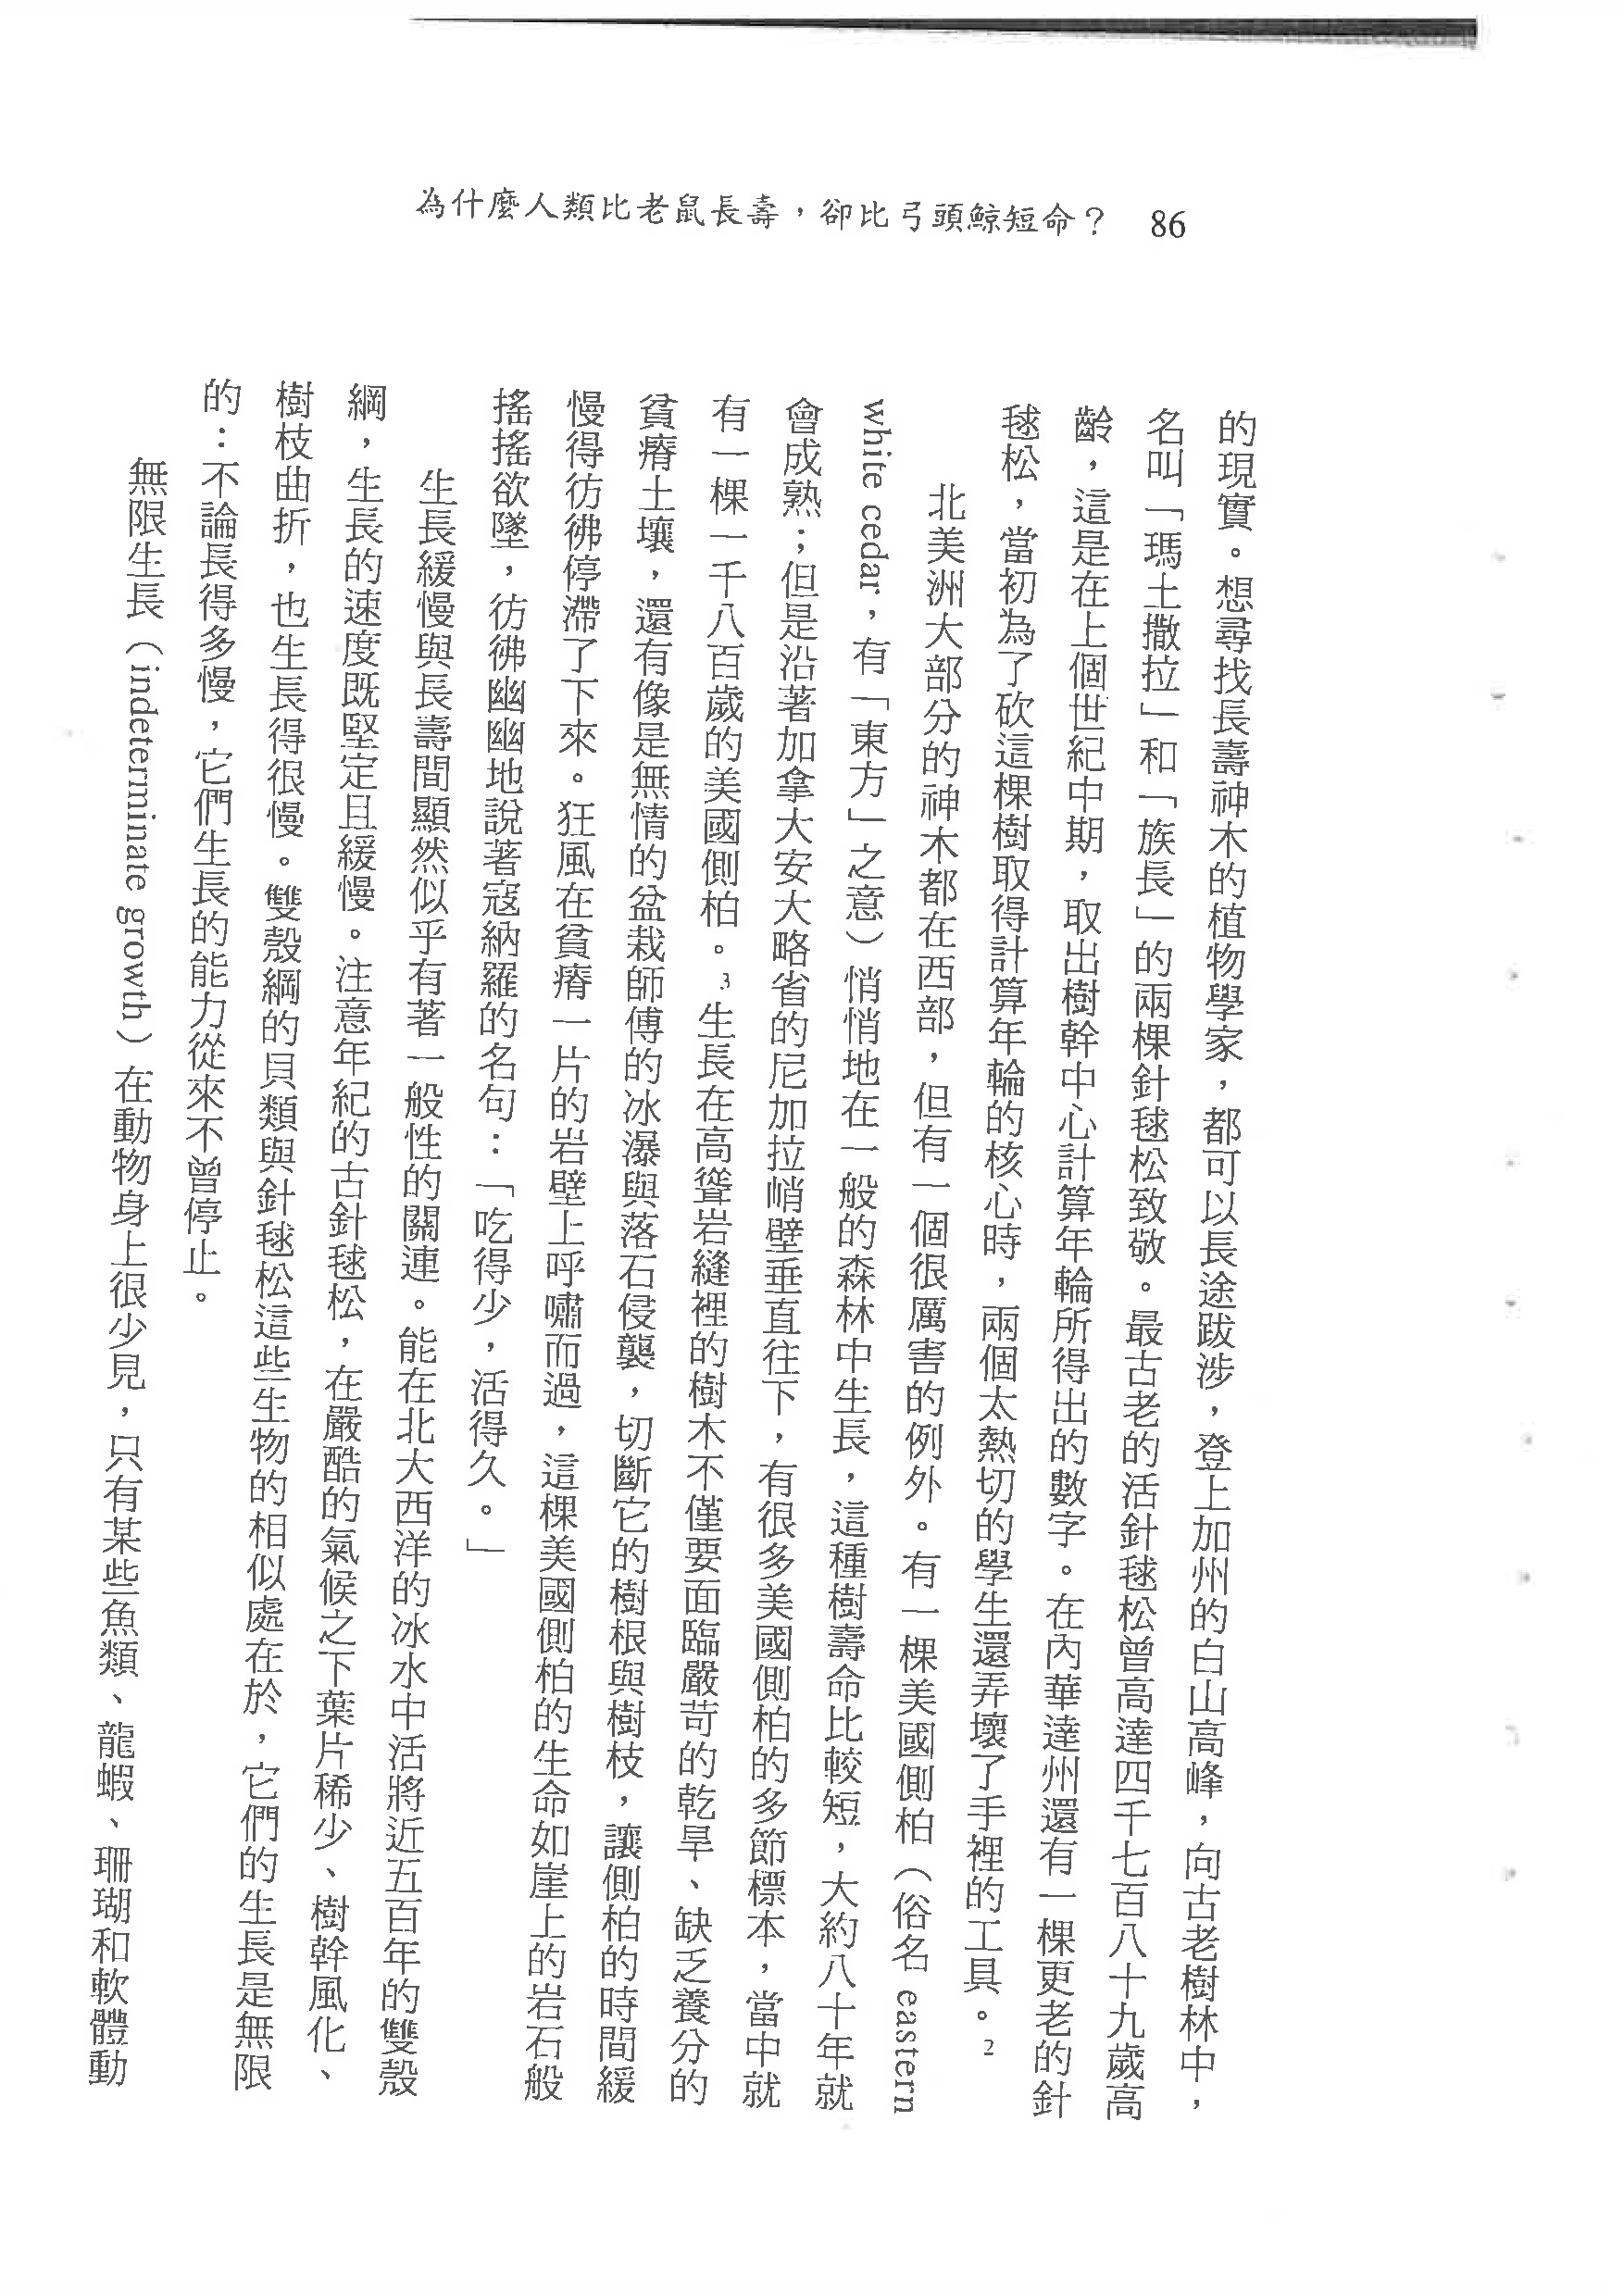 為什麼人類比老鼠長壽，卻比弓頭鯨短命？ 86
的現實。想尋找長壽神木的植物學家，都可以長途跋涉，登上加州的白山高峰，向古老樹林中，
名叫「瑪土撒拉」和「族長」的兩棵針毬松致敬。最古老的活針毬松曾高達四千七百八十九歲高
齡，這是在上個世紀中期，取出樹幹中心計算年輪所得出的數字。在內華達州還有一棵更老的針
毬松，當初為了砍這棵樹取得計算年輪的核心時，兩個太熱切的學生還弄壞了手裡的工具。2
北美洲大部分的神木都在西部，但有一個很厲害的例外。有一棵美國側柏（俗名 eastern
white cedar，有「東方」之意）悄悄地在一般的森林中生長，這種樹壽命比較短，大約八十年就
會成熟；但是沿著加拿大安大略省的尼加拉峭壁垂直往下，有很多美國側柏的多節標本，當中就
有一棵一千八百歲的美國側柏。3生長在高聳岩縫裡的樹木不僅要面臨嚴苛的乾旱、缺乏養分的
貧瘠土壤，還有像是無情的盆栽師傅的冰瀑與落石侵襲，切斷它的樹根與樹枝，讓側柏的時間緩
慢得彷彿停滯了下來。狂風在貧瘠一片的岩壁上呼嘯而過，這棵美國側柏的生命如崖上的岩石般
搖搖欲墜，彷彿幽幽地說著寇納羅的名句：「吃得少，活得久。」
生長緩慢與長壽間顯然似乎有著一般性的關連。能在北大西洋的冰水中活將近五百年的雙殼
綱，生長的速度既堅定且緩慢。注意年紀的古針毬松，在嚴酷的氣候之下葉片稀少、樹幹風化、
樹枝曲折，也生長得很慢。雙殼綱的貝類與針毬松這些生物的相似處在於，它們的生長是無限
的：不論長得多慢，它們生長的能力從來不曾停止。
無限生長（indeterminate growth）在動物身上很少見，只有某些魚類、龍蝦、珊瑚和軟體動